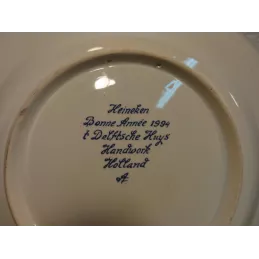 Heineken
Bonne Année 1994
t Delftsche Huys
Handwerk
Holland